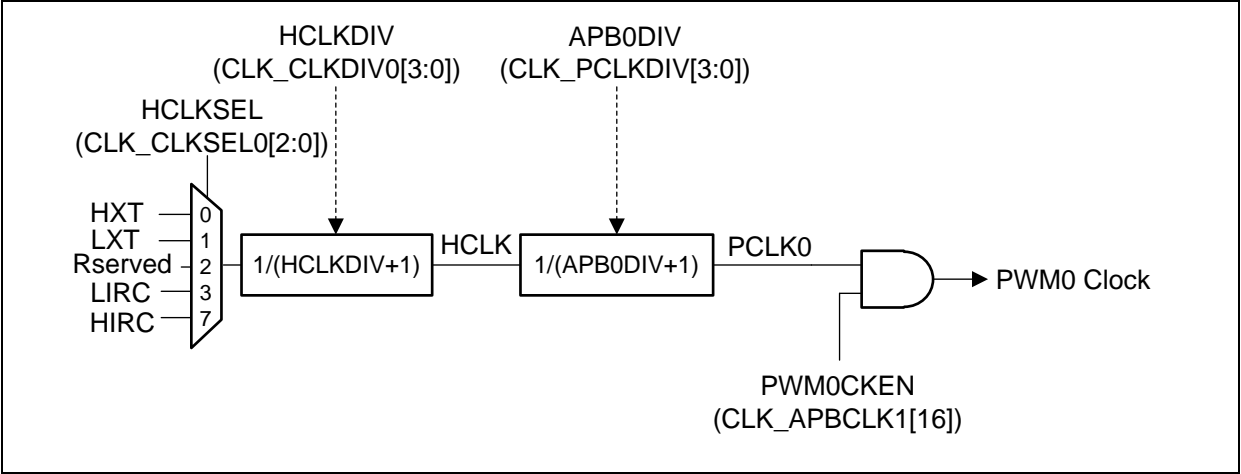 HCLKDIV
(CLK_CLKDIV0[3:0])
APB0DIV
(CLK_PCLKDIV[3:0])
HCLKSEL
(CLK_CLKSEL0[2:0])
HXT 0
LXT 1
Rserved 2
LIRC 3
HIRC 7
1/(HCLKDIV+1)
HCLK
1/(APB0DIV+1)
PCLK0
PWM0 Clock
PWM0CKEN
(CLK_APBCLK1[16])